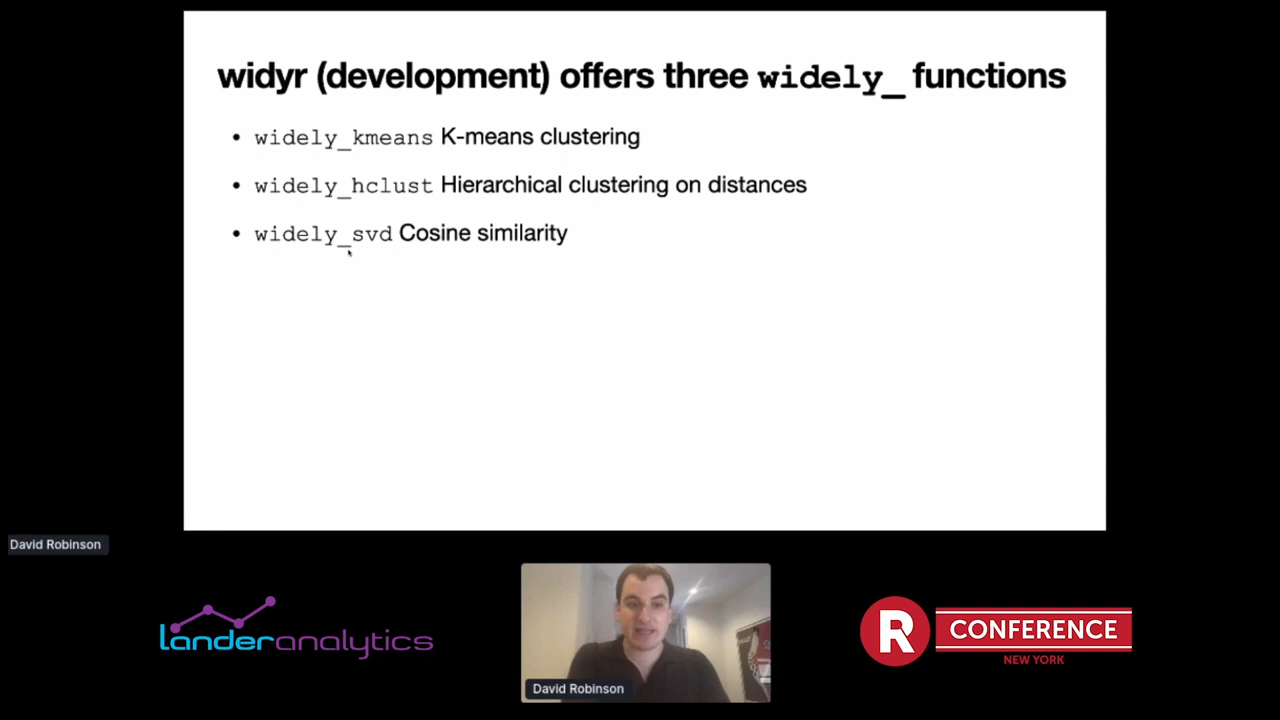 widyr (development) offers three widely_ functions
• widely_kmeans K-means clustering
• widely_hclust Hierarchical clustering on distances
• widely_svd Cosine similarity
David Robinson
landeranalytics
David Robinson
R CONFERENCE
NEW YORK